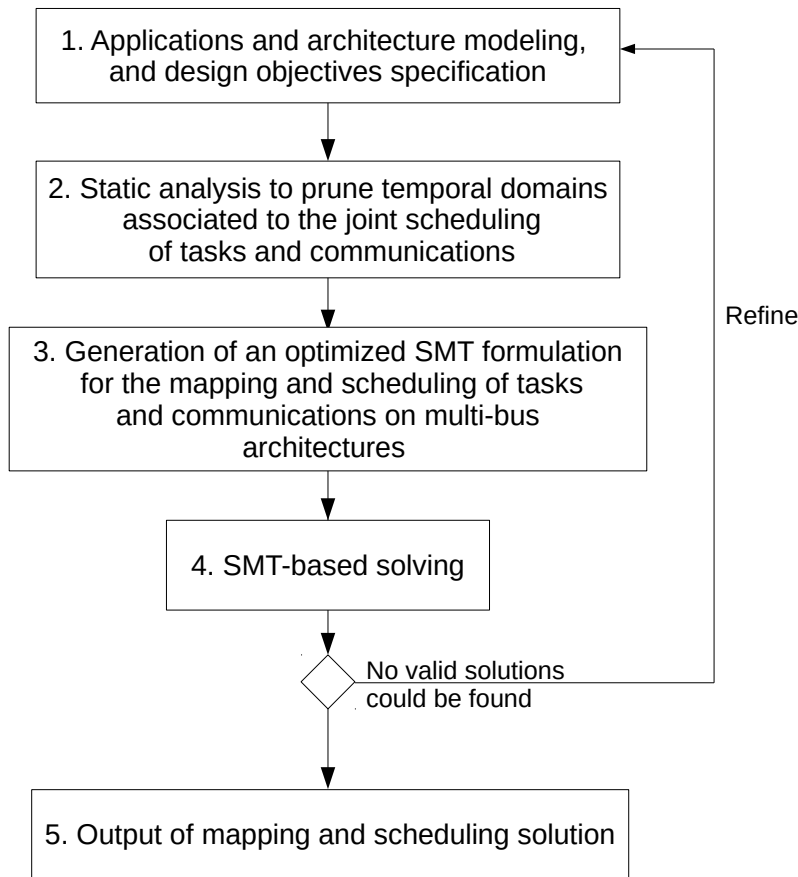 1. Applications and architecture modeling,
and design objectives specification
2. Static analysis to prune temporal domains
associated to the joint scheduling
of tasks and communications
Refine
3. Generation of an optimized SMT formulation
for the mapping and scheduling of tasks
and communications on multi-bus
architectures
4. SMT-based solving
No valid solutions
could be found
5. Output of mapping and scheduling solution